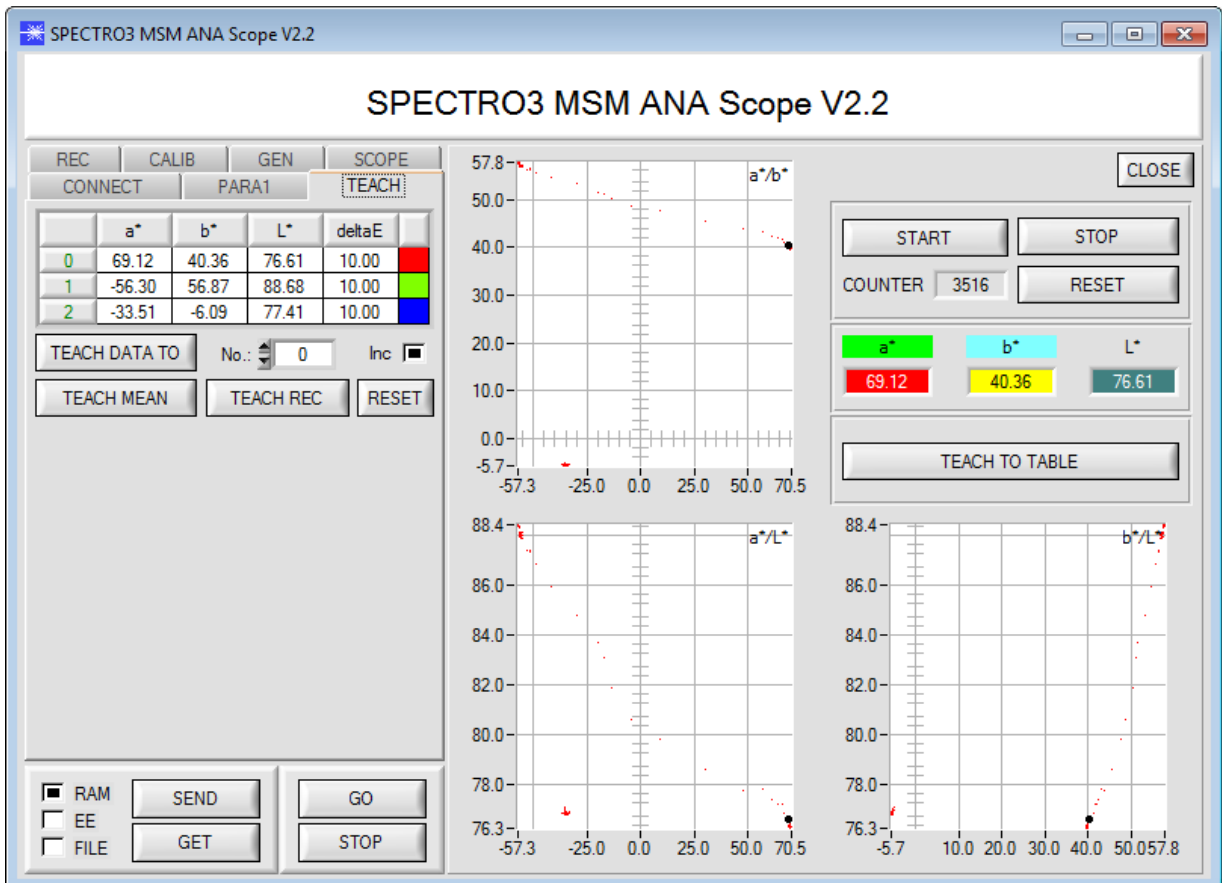 SPECTRO3 MSM ANA Scope V2.2
SPECTRO3 MSM ANA Scope V2.2
REC CALIB GEN SCOPE
CONNECT PARA1 TEACH
a* b* L* deltaE
0 69.12 40.36 76.61 10.00
1 -56.30 56.87 88.68 10.00
2 -33.51 -6.09 77.41 10.00
TEACH DATA TO No.: 0 Inc
TEACH MEAN TEACH REC RESET
RAM
EE
FILE
SEND
GET
GO
STOP
a*/b*
57.8
50.0
40.0
30.0
20.0
10.0
0.0
-5.7
-57.3 -25.0 0.0 25.0 50.0 70.5
CLOSE
START STOP
COUNTER 3516 RESET
a* b* L*
69.12 40.36 76.61
TEACH TO TABLE
a*/L*
88.4
86.0
84.0
82.0
80.0
78.0
76.3
-57.3 -25.0 0.0 25.0 50.0 70.5
b*/L*
88.4
86.0
84.0
82.0
80.0
78.0
76.3
-5.7 10.0 20.0 30.0 40.0 50.0 57.8